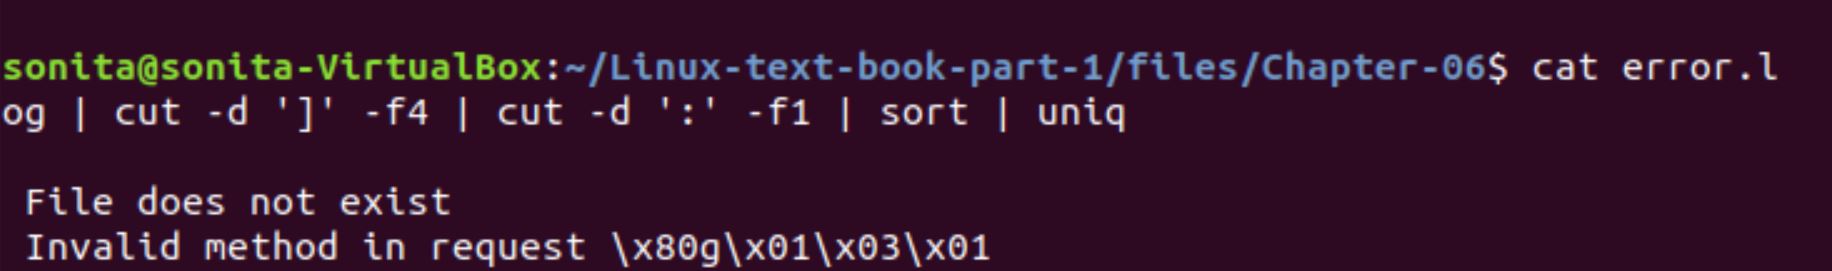 sonita@sonita-VirtualBox:~/Linux-text-book-part-1/files/Chapter-06$ cat error.l
og | cut -d ']' -f4 | cut -d ':' -f1 | sort | uniq
File does not exist
Invalid method in request \x80g\x01\x03\x01